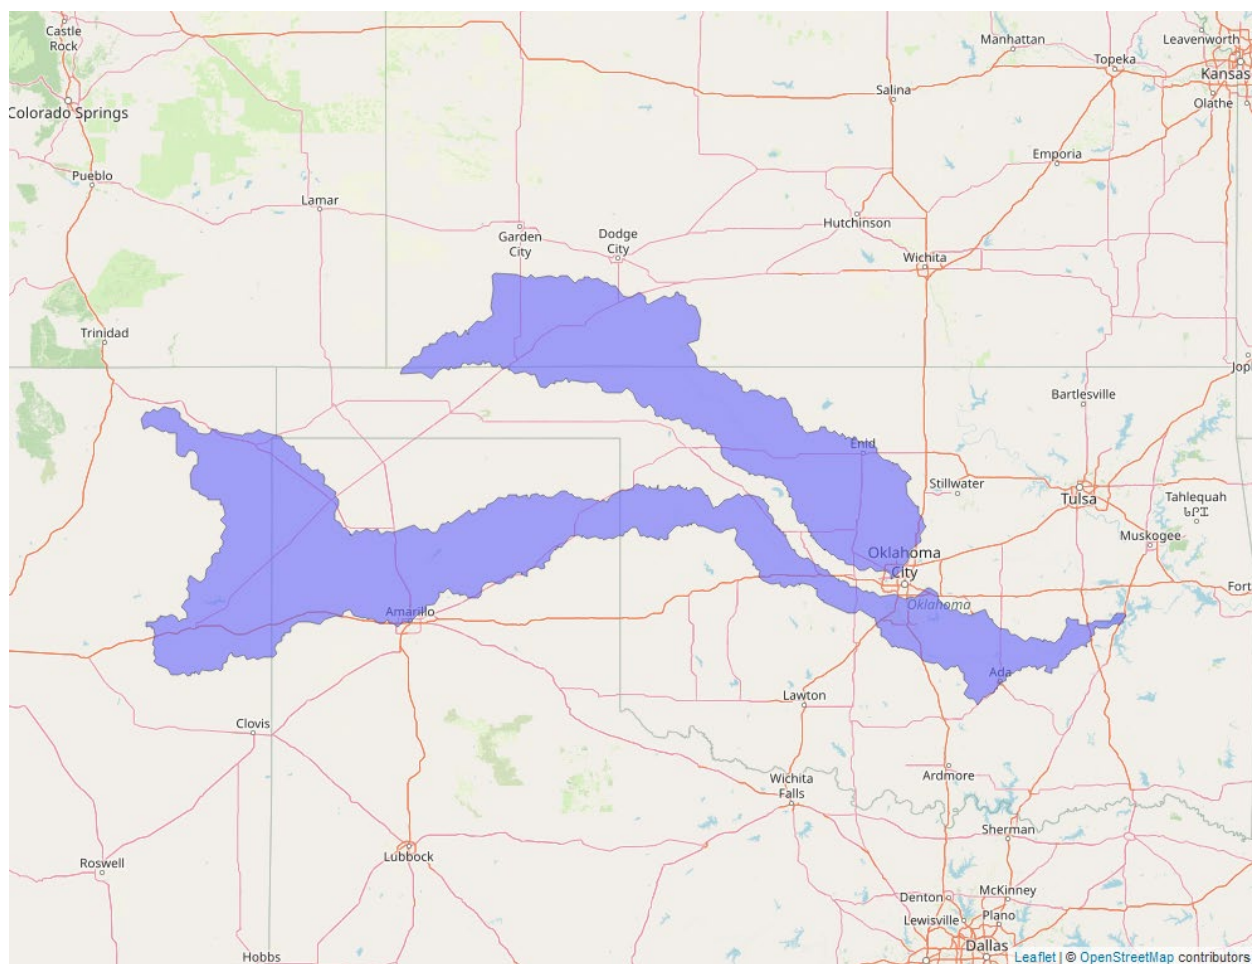 Castle
Rock
Manhattan
Leavenworth
Topeka
Kansas
Colorado Springs
Salina
Olathe
Emporia
Pueblo
Lamar
Hutchinson
Garden
City
Dodge
City
Wichita
Trinidad
Jop
Bartlesville
Enid
Stillwater
Tulsa
Tahlequah
ᏓᎵᏆ
Muskogee
Oklahoma
City
Fort
Oklahoma
Amarillo
Ada
Lawton
Clovis
Ardmore
Wichita
Falls
Sherman
Lubbock
Roswell
McKinney
Denton
Lewisville
Plano
Dallas
Hobbs
Leaflet | © OpenStreetMap contributors